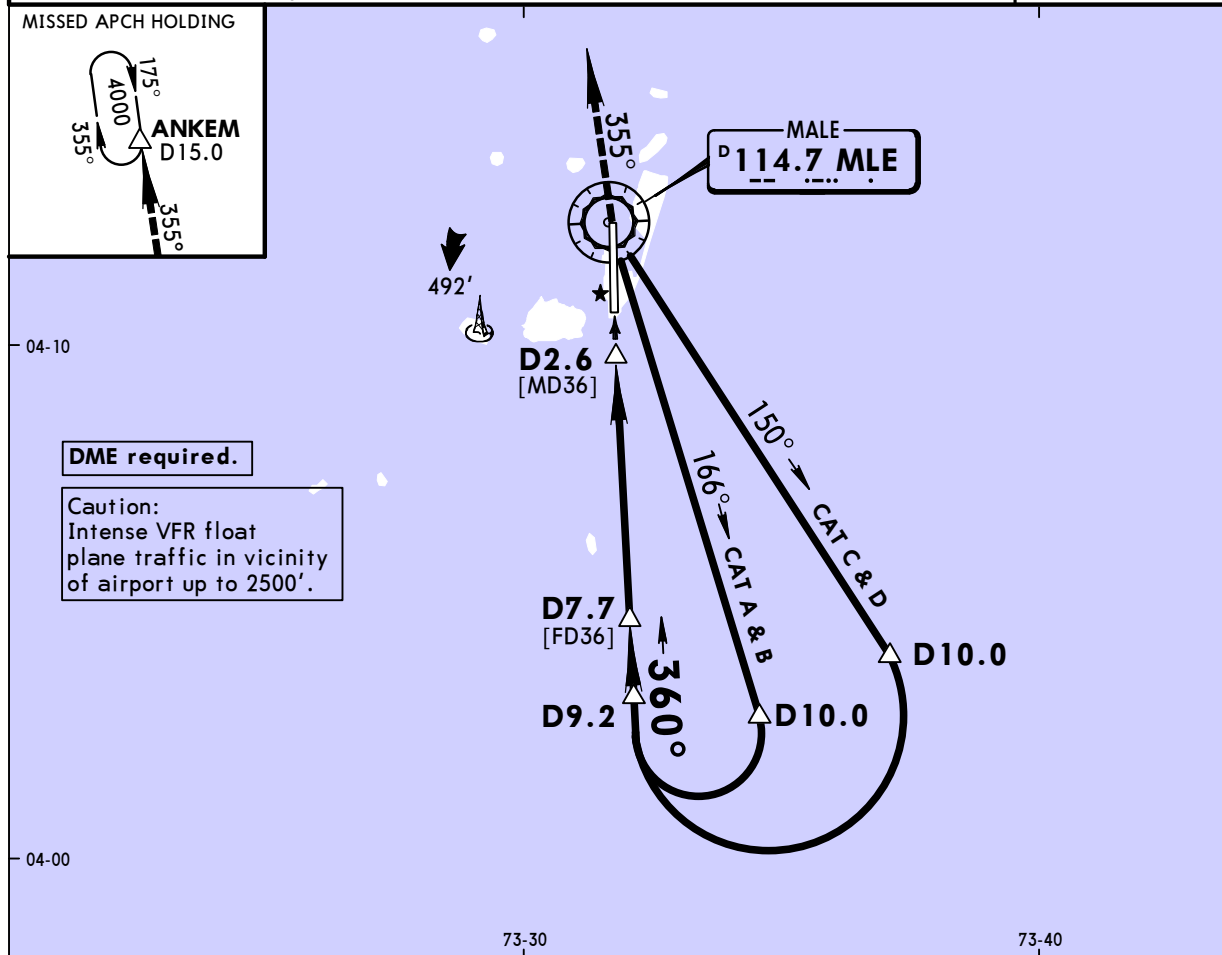 MISSED APCH HOLDING
175°
4000
355°
ANKEM
D15.0
355°
355°
MALE
D 114.7 MLE
492'
04-10
D2.6
[MD36]
DME required.
Caution:
Intense VFR float
plane traffic in vicinity
of airport up to 2500'.
150° CAT C & D
166° CAT A & B
D7.7
[FD36]
360°
D10.0
D9.2
D10.0
04-00
73-30
73-40